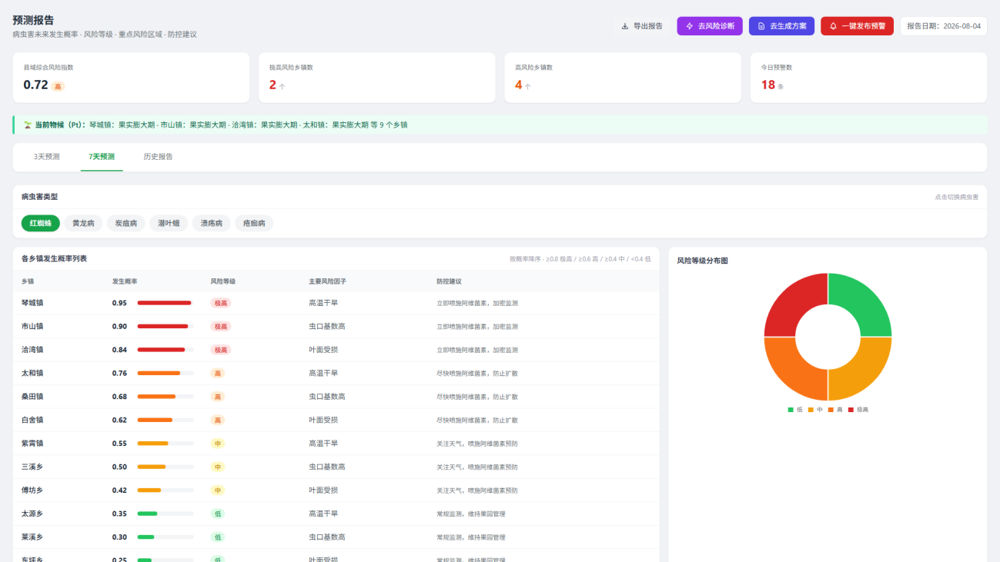 预测报告
病虫害未来发生概率 · 风险等级 · 重点风险区域 · 防控建议
导出报告
去风险诊断
去生成方案
一键发布预警
报告日期：2026-08-04
县域综合风险指数
0.72 高
极高风险乡镇数
2 个
高风险乡镇数
4 个
今日预警数
18 条
当前物候（Pt）：琴城镇：果实膨大期 · 市山镇：果实膨大期 · 洽湾镇：果实膨大期 · 太和镇：果实膨大期 等 9 个乡镇
3天预测 7天预测 历史报告
病虫害类型
点击切换病虫害
红蜘蛛 黄龙病 炭疽病 潜叶蛾 溃疡病 疮痂病
各乡镇发生概率列表
按概率降序 · ≥0.8 极高 / ≥0.6 高 / ≥0.4 中 / <0.4 低
乡镇 发生概率 风险等级 主要风险因子 防控建议
琴城镇 0.95 极高 高温干旱 立即喷施阿维菌素，加密监测
市山镇 0.90 极高 虫口基数高 立即喷施阿维菌素，加密监测
洽湾镇 0.84 极高 叶面受损 立即喷施阿维菌素，加密监测
太和镇 0.76 高 高温干旱 尽快喷施阿维菌素，防止扩散
桑田镇 0.68 高 虫口基数高 尽快喷施阿维菌素，防止扩散
白舍镇 0.62 高 叶面受损 尽快喷施阿维菌素，防止扩散
紫霄镇 0.55 中 高温干旱 关注天气，喷施阿维菌素预防
三溪乡 0.50 中 虫口基数高 关注天气，喷施阿维菌素预防
傅坊乡 0.42 中 叶面受损 关注天气，喷施阿维菌素预防
太源乡 0.35 低 高温干旱 常规监测，维持果园管理
莱溪乡 0.30 低 虫口基数高 常规监测，维持果园管理
东坪乡 0.25 低 叶面受损 常规监测，维持果园管理
风险等级分布图
低 中 高 极高